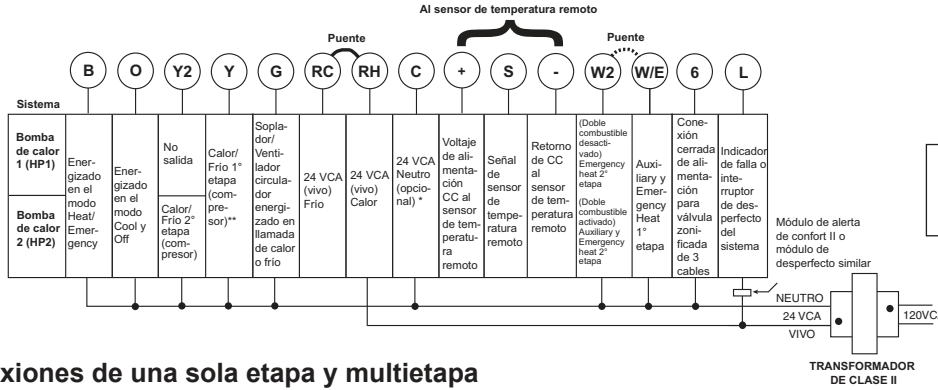 Al sensor de temperatura remoto
Puente
Puente
B
O
Y2
Y
G
RC
RH
C
+
S
-
W2
W/E
6
L
Sistema
Bomba
de calor
1 (HP1)
Bomba
de calor
2 (HP2)
Ener-
gizado
en el
modo
Heat/
Emer-
gency
Ener-
gizado
en el
modo
Cool y
Off
No
salida
Calor/
Frío 2°
etapa
(com-
presor)
Calor/
Frío 1°
etapa
(com-
pre-
sor)**
Sopla-
dor/
Venti-
lador
circula-
dor
energi-
zado en
llamada
de calor
o frío
24 VCA
(vivo)
Frío
24 VCA
(vivo)
Calor
24 VCA
Neutro
(opcio-
nal) *
Voltaje
de ali-
menta-
ción
CC al
sensor
de tem-
peratu-
ra
remoto
Señal
de
sensor
de
tempe-
ratura
remoto
Retorno
de CC
al
sensor
de tem-
peratura
remoto
(Doble
combustible
desacti-
vado)
Emergency
heat 2°
etapa
(Doble
combustible
activado)
Auxiliary y
Emergency
heat 2°
etapa
Auxi-
liary y
Emer-
gency
Heat
1°
etapa
Cone-
xión
cerrada
de ali-
menta-
ción
para
válvula
zoni-
ficada
de 3
cables
Indicador
de falla o
inte-
rruptor
de des-
perfecto
del
sistema
Módulo de alerta
de confort II o
módulo de
desperfecto similar
NEUTRO
24 VCA
VIVO
120VC
TRANSFORMADOR
DE CLASE II
xiones de una sola etapa y multietapa